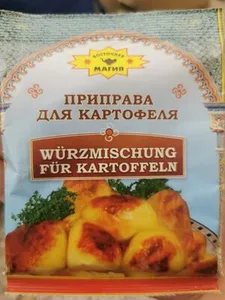 ВОСТОЧНАЯ
МАГИЯ
ПРИПРАВА
ДЛЯ КАРТОФЕЛЯ
WÜRZMISCHUNG
FÜR KARTOFFELN